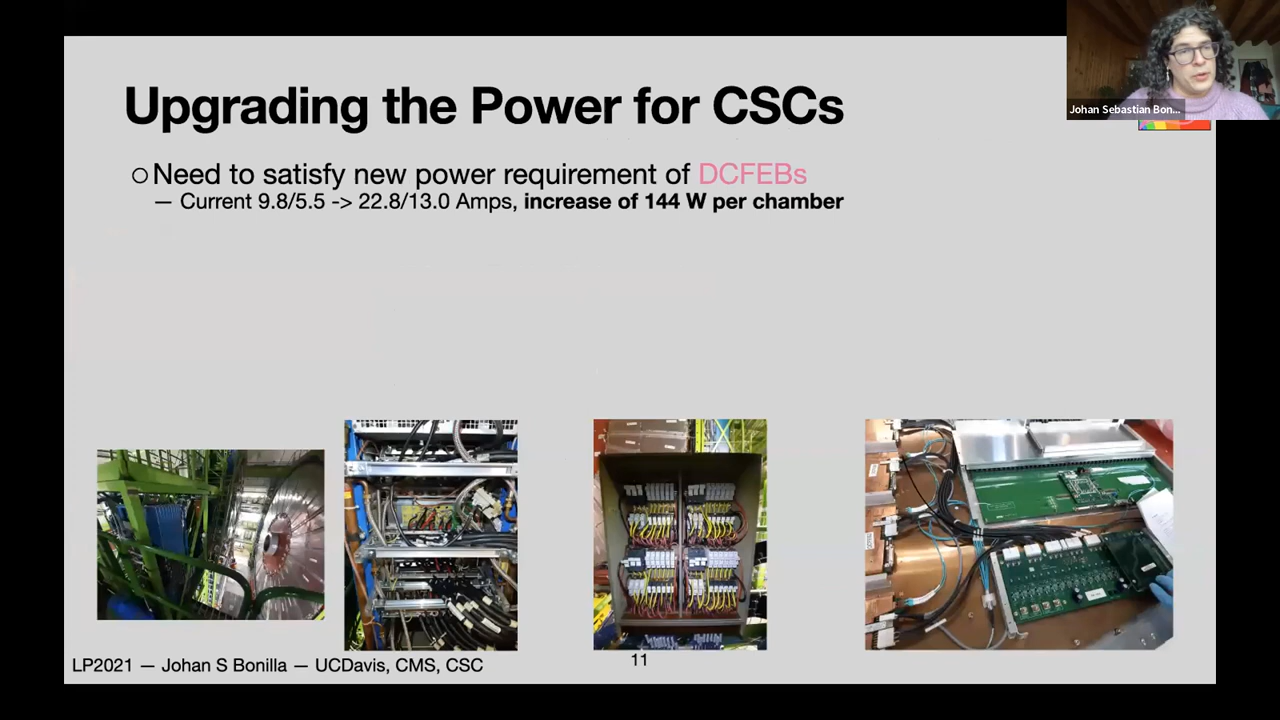 Johan Sebastian Bon...
Upgrading the Power for CSCs
Need to satisfy new power requirement of DCFEBs
— Current 9.8/5.5 -> 22.8/13.0 Amps, increase of 144 W per chamber
LP2021 — Johan S Bonilla — UCDavis, CMS, CSC
11